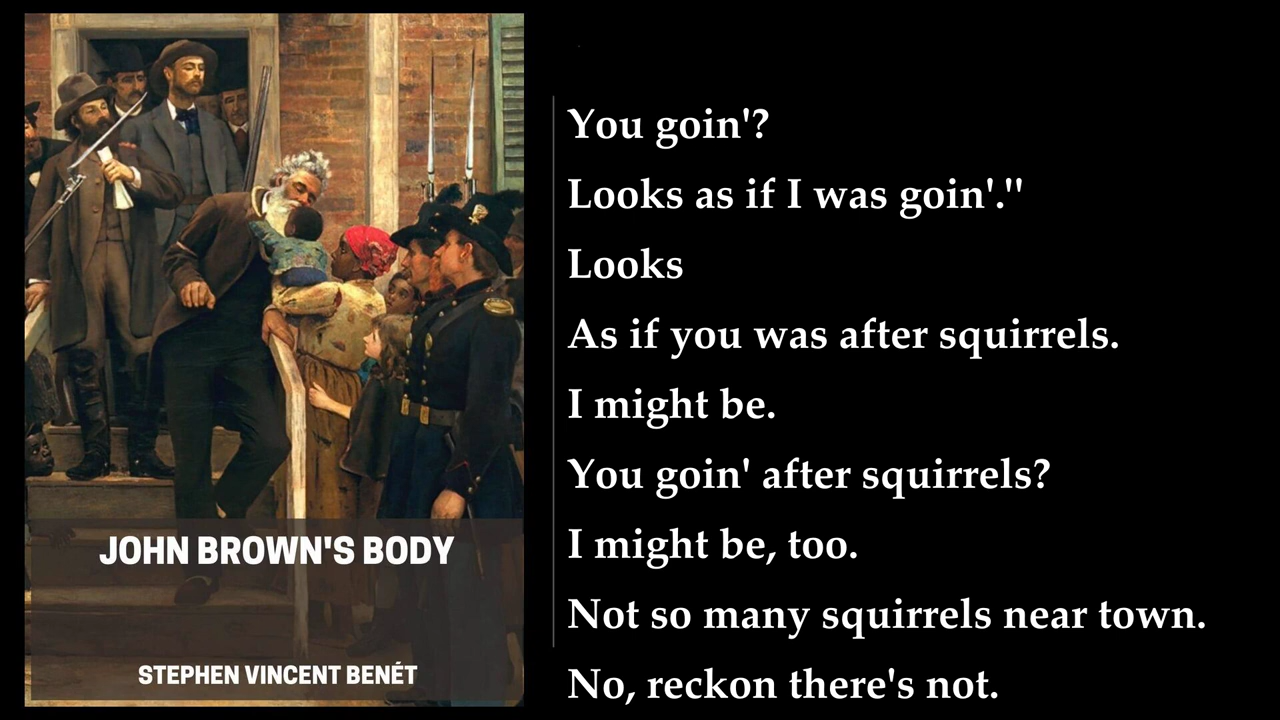 JOHN BROWN'S BODY
STEPHEN VINCENT BENÉT
You goin'?
Looks as if I was goin'."
Looks
As if you was after squirrels.
I might be.
You goin' after squirrels?
I might be, too.
Not so many squirrels near town.
No, reckon there's not.